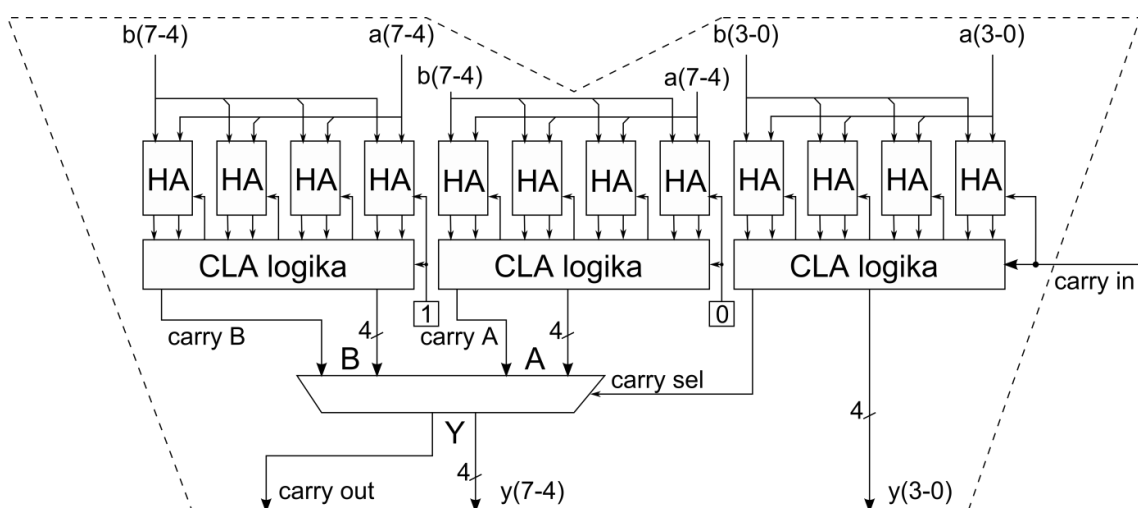 b(7-4) a(7-4) b(3-0) a(3-0)
b(7-4) a(7-4)
HA HA HA HA HA HA HA HA HA HA HA HA
CLA logika CLA logika CLA logika
carry in
1 0
carry B 4 carry A 4
B A carry sel
4
Y
4
carry out y(7-4) y(3-0)